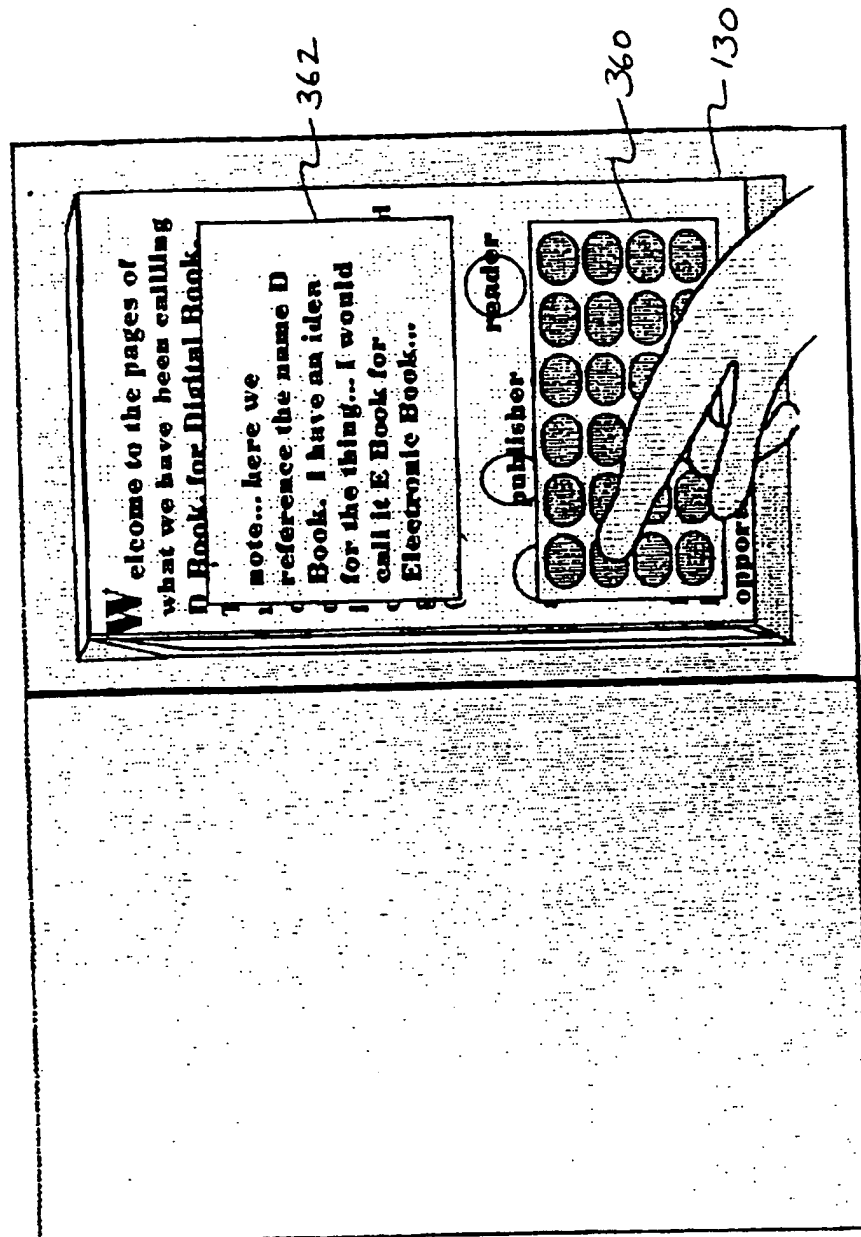 Welcome to the pages of
what we have been callling
D Book, for Digital Book.
note... here we
reference the name D
Book. I have an idea
for the thing... I would
call it E Book for
Electronic Book...
publisher
reader
oppor
362
360
130